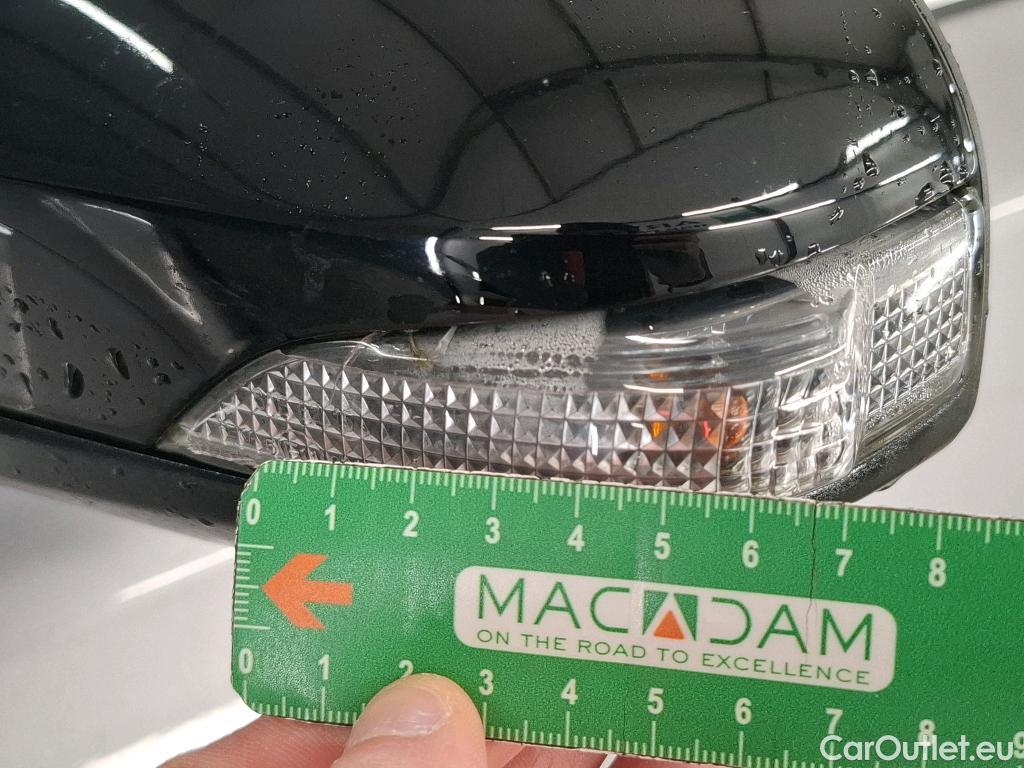 0 1 2 3 4 5 6 7 8
MACADAM
ON THE ROAD TO EXCELLENCE
0 1 2 3 4 5 6 7 8 9
CarOutlet.eu